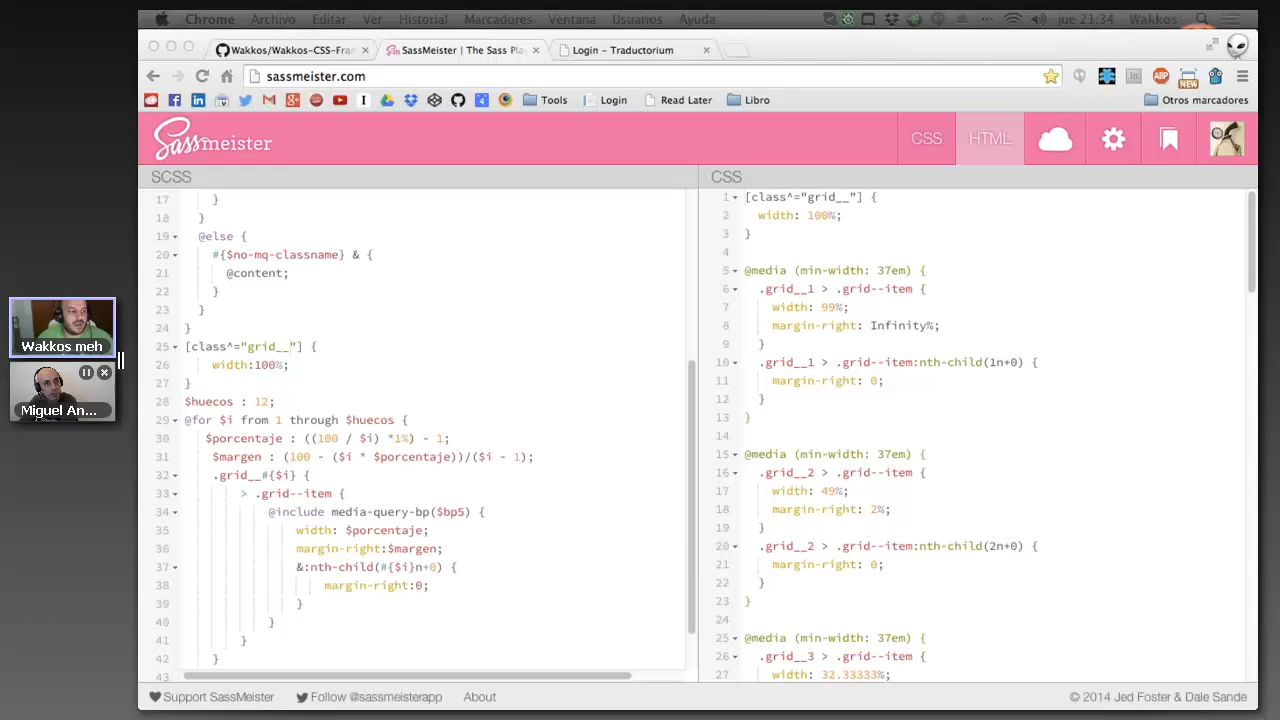 Chrome Archivo Editar Ver Historial Marcadores Ventana Usuarios Ayuda jue 21:34 Wakkos
Wakkos/Wakkos-CSS-Fra SassMeister | The Sass Pla Login – Traductorium
sassmeister.com
Tools Login Read Later Libro Otros marcadores
NEW
ABP
Sassmeister CSS HTML
SCSS
17 }
18 }
19 @else {
20 #{$no-mq-classname} & {
21 @content;
22 }
23 }
24 }
25 [class^="grid__"] {
26 width:100%;
27 }
28 $huecos : 12;
29 @for $i from 1 through $huecos {
30 $porcentaje : ((100 / $i) *1%) - 1;
31 $margen : (100 - ($i * $porcentaje))/($i - 1);
32 .grid__#{$i} {
33 > .grid--item {
34 @include media-query-bp($bp5) {
35 width: $porcentaje;
36 margin-right:$margen;
37 &:nth-child(#{$i}n+0) {
38 margin-right:0;
39 }
40 }
41 }
42 }
43
CSS
1 [class^="grid__"] {
2 width: 100%;
3 }
4
5 @media (min-width: 37em) {
6 .grid__1 > .grid--item {
7 width: 99%;
8 margin-right: Infinity%;
9 }
10 .grid__1 > .grid--item:nth-child(1n+0) {
11 margin-right: 0;
12 }
13 }
14
15 @media (min-width: 37em) {
16 .grid__2 > .grid--item {
17 width: 49%;
18 margin-right: 2%;
19 }
20 .grid__2 > .grid--item:nth-child(2n+0) {
21 margin-right: 0;
22 }
23 }
24
25 @media (min-width: 37em) {
26 .grid__3 > .grid--item {
27 width: 32.33333%;
Wakkos meh
Miguel An...
Support SassMeister Follow @sassmeisterapp About © 2014 Jed Foster & Dale Sande